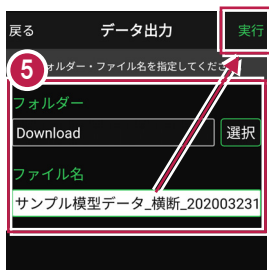 戻る データ出力 実行
ォルダー・ファイル名を指定してくだ
5
フォルダー
Download 選択
ファイル名
サンプル模型データ_横断_202003231